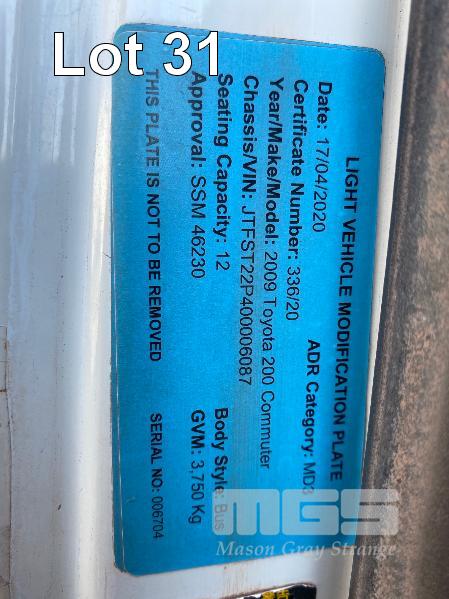 Lot 31
LIGHT VEHICLE MODIFICATION PLATE
Date: 17/04/2020
Certificate Number: 336/20 ADR Category: MD3
Year/Make/Model: 2009 Toyota 200 Commuter
Chassis/VIN: JTFST22P400006087
Seating Capacity: 12 Body Style: Bus
Approval: SSM 46230 GVM: 3,750 Kg
THIS PLATE IS NOT TO BE REMOVED SERIAL NO: 006704
MGS
Mason Gray Strange